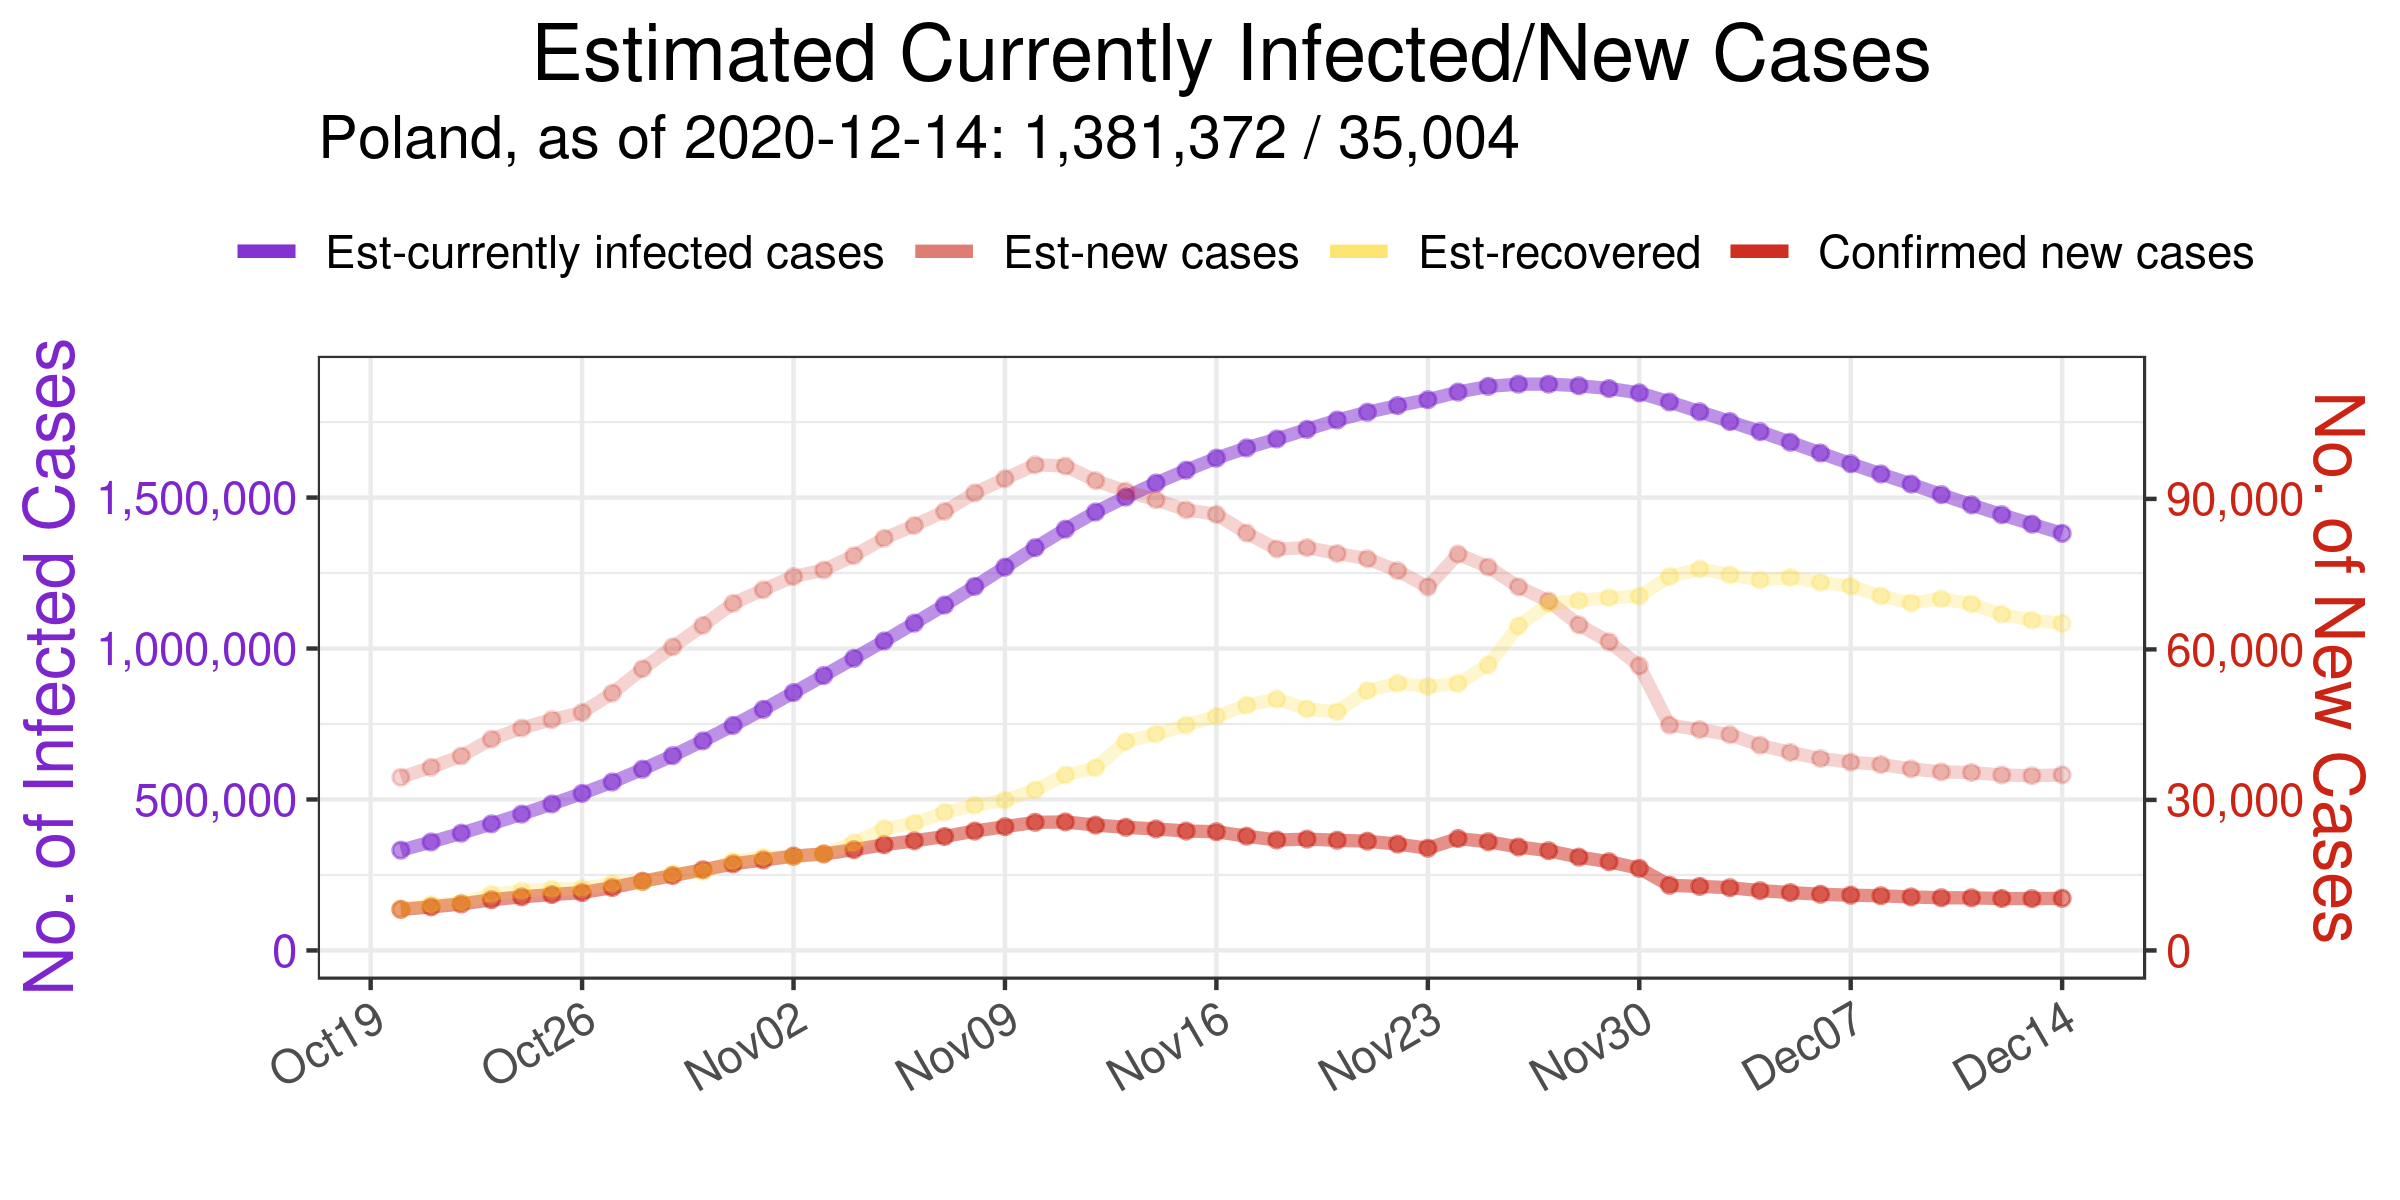 Estimated Currently Infected/New Cases
Poland, as of 2020-12-14: 1,381,372 / 35,004
Est-currently infected cases Est-new cases Est-recovered Confirmed new cases
No. of Infected Cases
1,500,000
1,000,000
500,000
0
90,000
60,000
30,000
0
No. of New Cases
Oct19 Oct26 Nov02 Nov09 Nov16 Nov23 Nov30 Dec07 Dec14